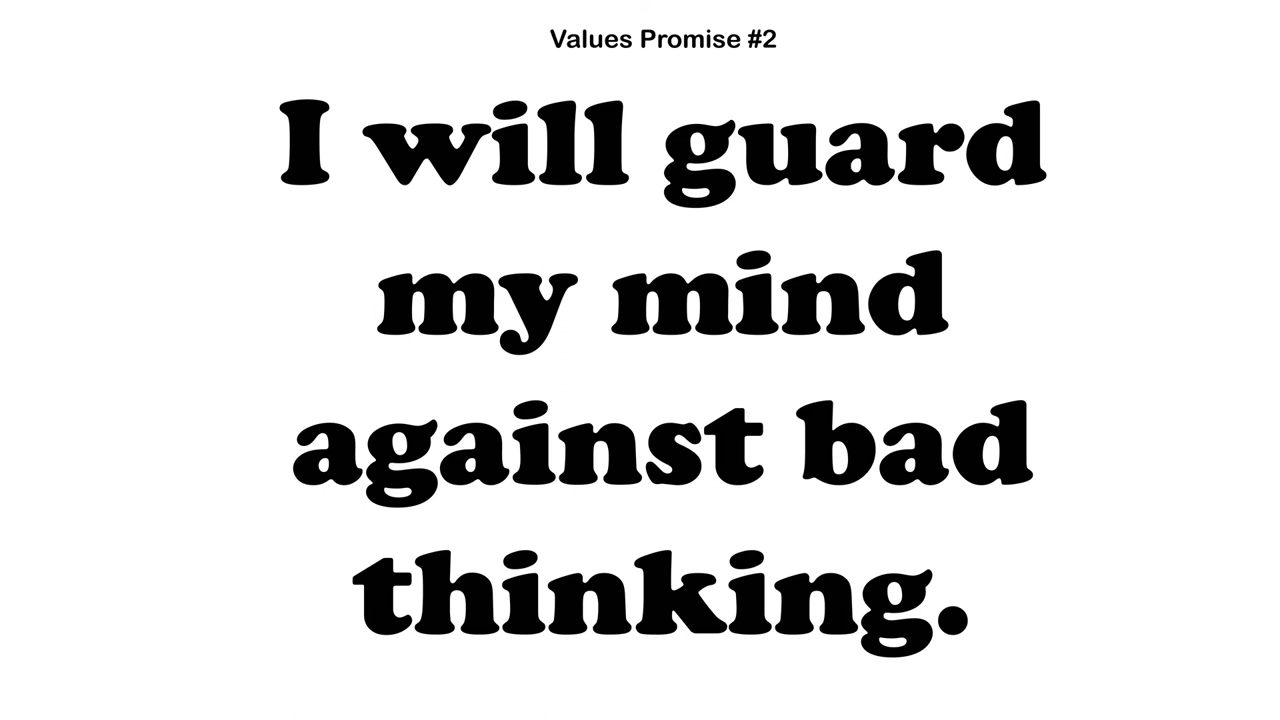 Values Promise #2
I will guard
my mind
against bad
thinking.